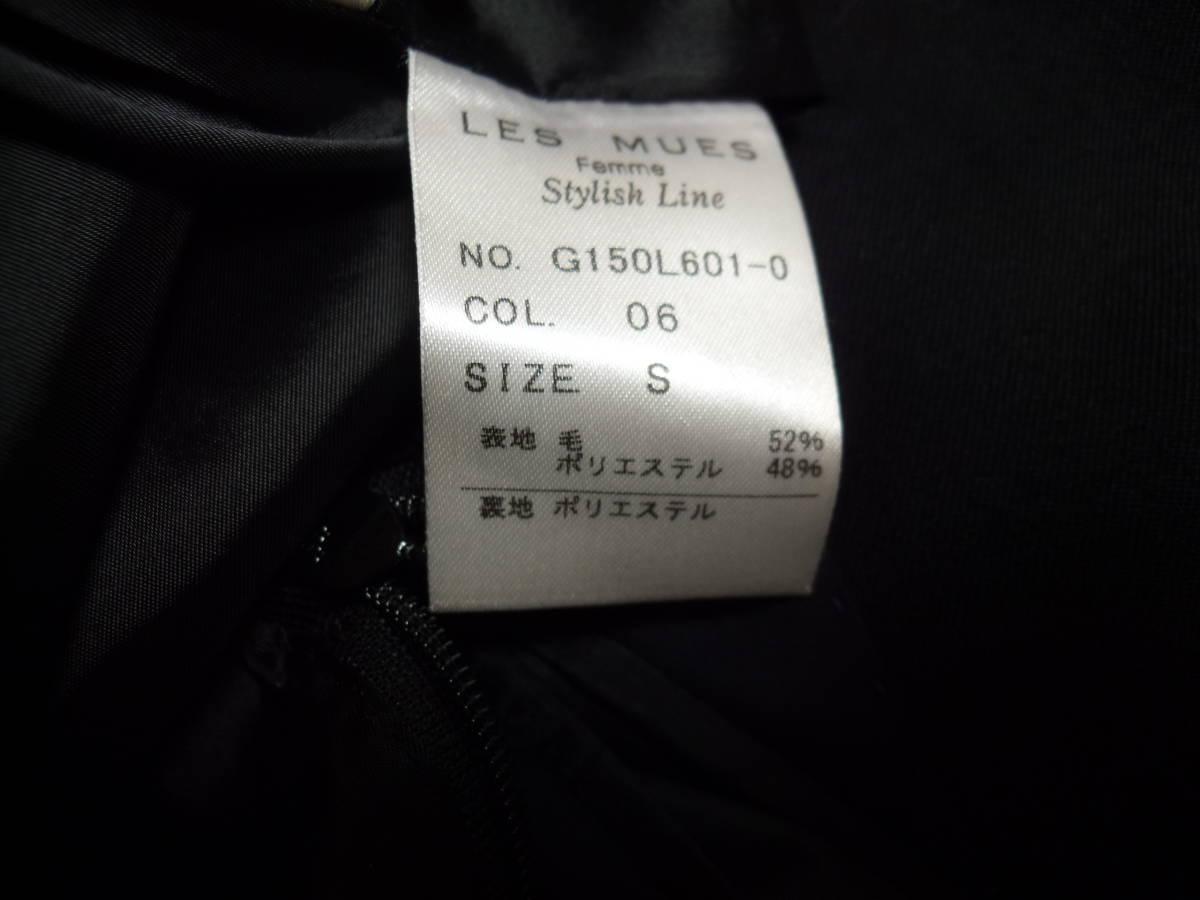 LES MUES
Femme
Stylish Line
NO. G150L601-0
COL. 06
SIZE S
表地 毛 52%
ポリエステル 48%
裏地 ポリエステル